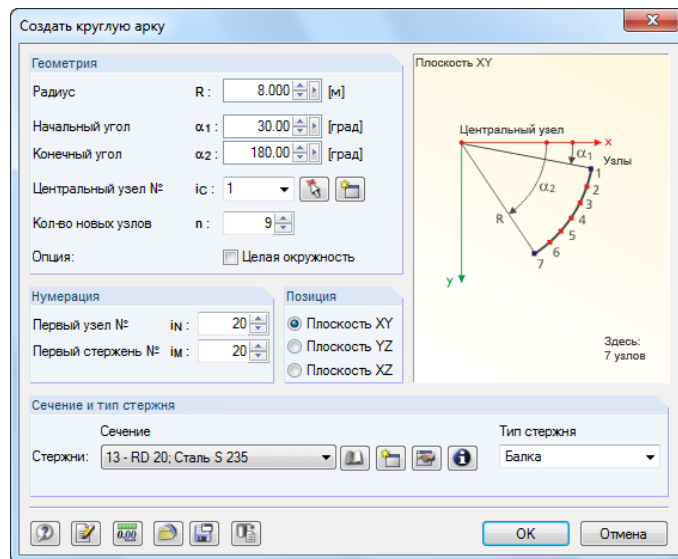 Создать круглую арку
Геометрия
Радиус R : 8.000 [м]
Начальный угол α1 : 30.00 [град]
Конечный угол α2 : 180.00 [град]
Центральный узел № iC : 1
Кол-во новых узлов n : 9
Опция: Целая окружность
Нумерация
Первый узел № iN : 20
Первый стержень № iM : 20
Позиция
Плоскость XY
Плоскость YZ
Плоскость XZ
Плоскость XY
Центральный узел
x
α1
Узлы
α2
R
1
2
3
4
5
6
7
y
Здесь:
7 узлов
Сечение и тип стержня
Сечение
Тип стержня
Стержни: 13 - RD 20; Сталь S 235
Балка
0.00
OK
Отмена